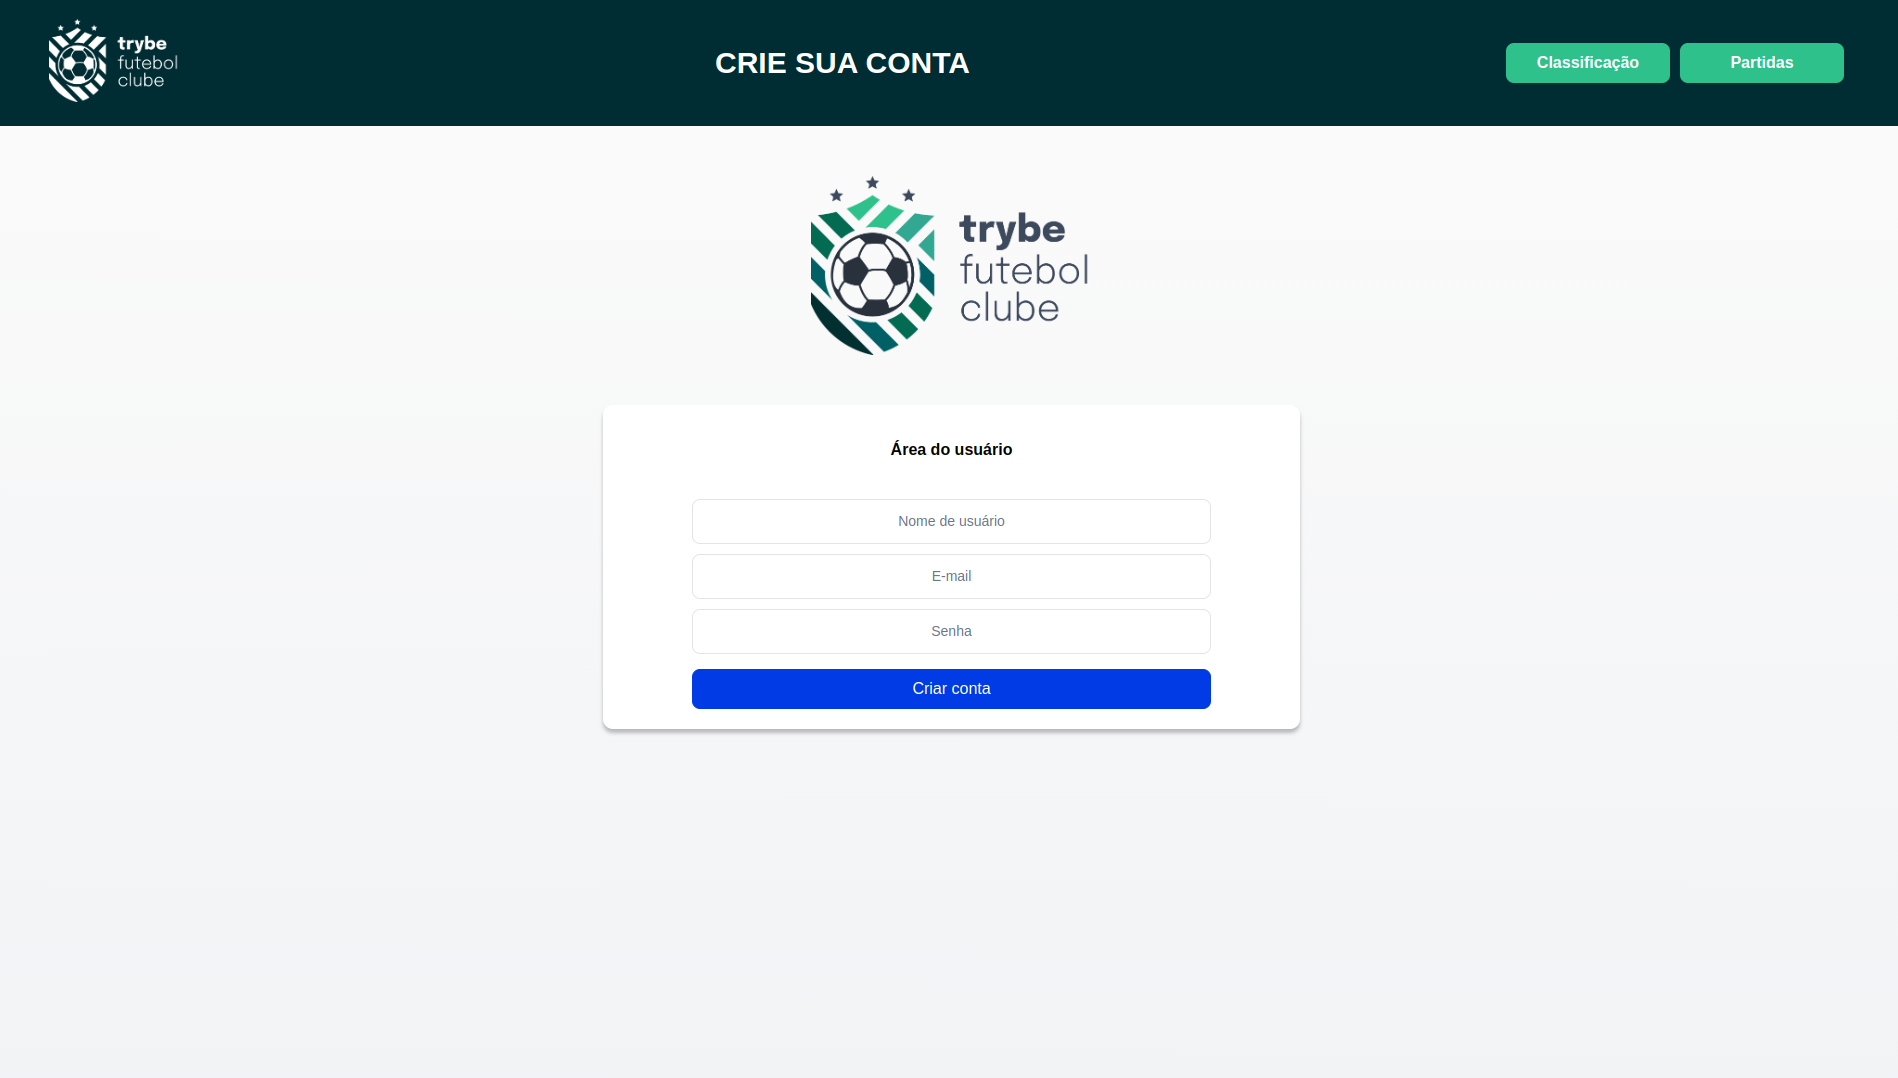 trybe
futebol
clube
CRIE SUA CONTA
Classificação
Partidas
trybe
futebol
clube
Área do usuário
Nome de usuário
E-mail
Senha
Criar conta